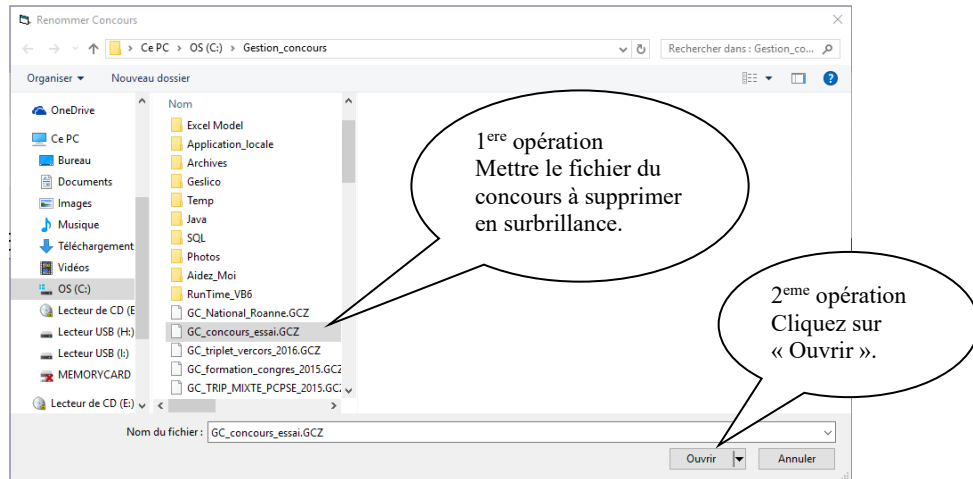 Renommer Concours
Ce PC > OS (C:) > Gestion_concours
Rechercher dans : Gestion_co...
Organiser
Nouveau dossier
OneDrive
Ce PC
Bureau
Documents
Images
Musique
Téléchargement
Vidéos
OS (C:)
Lecteur de CD (E
Lecteur USB (H:)
Lecteur USB (I:)
MEMORYCARD
Lecteur de CD (E:)
Nom
Excel Model
Application_locale
Archives
Geslico
Temp
Java
SQL
Photos
Aidez_Moi
RunTime_VB6
GC_National_Roanne.GCZ
GC_concours_essai.GCZ
GC_triplet_vercors_2016.GCZ
GC_formation_congres_2015.GCZ
GC_TRIP_MIXTE_PCPSE_2015.GC
1ere opération
Mettre le fichier du
concours à supprimer
en surbrillance.
2eme opération
Cliquez sur
« Ouvrir ».
Nom du fichier : GC_concours_essai.GCZ
Ouvrir
Annuler